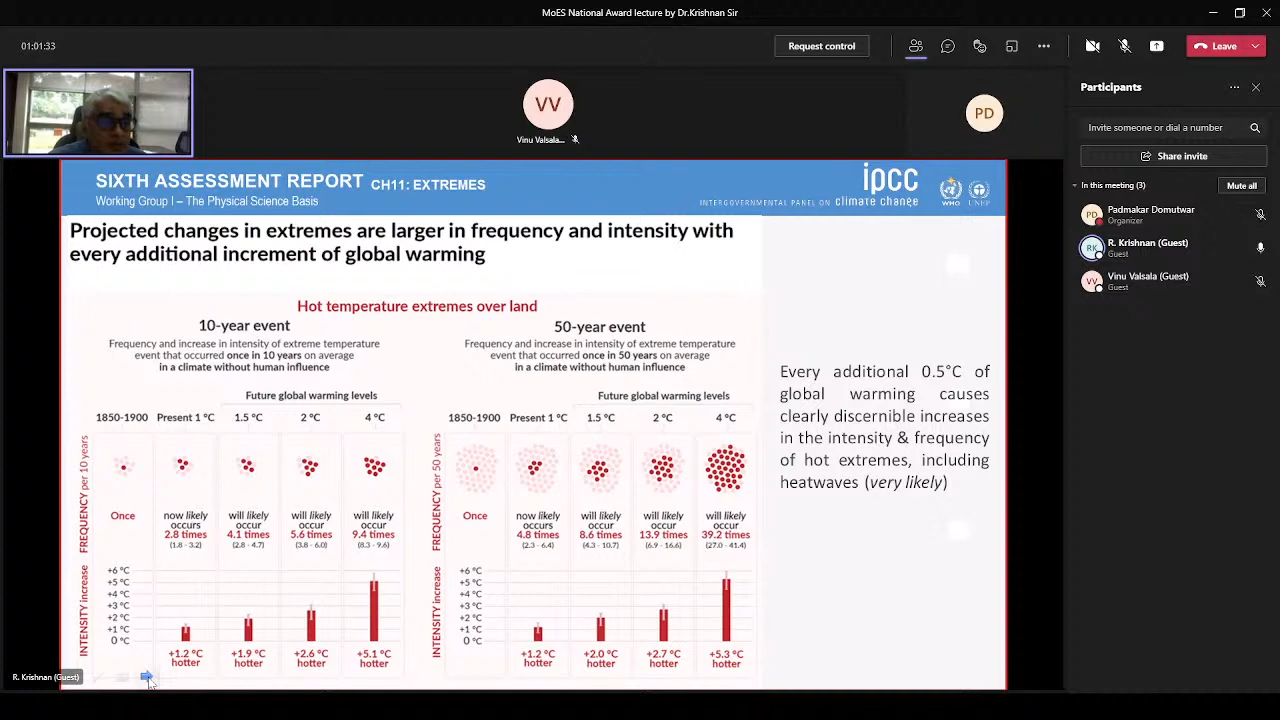 MoES National Award lecture by Dr.Krishnan Sir
01:01:33
Request control
Leave
VV
Vinu Valsala...
PD
Participants
Invite someone or dial a number
Share invite
In this meeting (3)
Mute all
PD
Padmakar Domutwar
Organizer
RK
R. Krishnan (Guest)
Guest
VV
Vinu Valsala (Guest)
Guest
SIXTH ASSESSMENT REPORT CH11: EXTREMES
Working Group I – The Physical Science Basis
ipcc
INTERGOVERNMENTAL PANEL ON climate change
WMO
UNEP
Projected changes in extremes are larger in frequency and intensity with
every additional increment of global warming
Hot temperature extremes over land
10-year event
Frequency and increase in intensity of extreme temperature
event that occurred once in 10 years on average
in a climate without human influence
Future global warming levels
1850-1900 Present 1 °C 1.5 °C 2 °C 4 °C
FREQUENCY per 10 years
Once
now likely
occurs
2.8 times
(1.8 - 3.2)
will likely
occur
4.1 times
(2.8 - 4.7)
will likely
occur
5.6 times
(3.8 - 6.0)
will likely
occur
9.4 times
(8.3 - 9.6)
INTENSITY increase
+6 °C
+5 °C
+4 °C
+3 °C
+2 °C
+1 °C
0 °C
+1.2 °C
hotter
+1.9 °C
hotter
+2.6 °C
hotter
+5.1 °C
hotter
50-year event
Frequency and increase in intensity of extreme temperature
event that occurred once in 50 years on average
in a climate without human influence
Future global warming levels
1850-1900 Present 1 °C 1.5 °C 2 °C 4 °C
FREQUENCY per 50 years
Once
now likely
occurs
4.8 times
(2.3 - 6.4)
will likely
occur
8.6 times
(4.3 - 10.7)
will likely
occur
13.9 times
(6.9 - 16.6)
will likely
occur
39.2 times
(27.0 - 41.4)
INTENSITY increase
+6 °C
+5 °C
+4 °C
+3 °C
+2 °C
+1 °C
0 °C
+1.2 °C
hotter
+2.0 °C
hotter
+2.7 °C
hotter
+5.3 °C
hotter
Every additional 0.5°C of
global warming causes
clearly discernible increases
in the intensity & frequency
of hot extremes, including
heatwaves (very likely)
R. Krishnan (Guest)